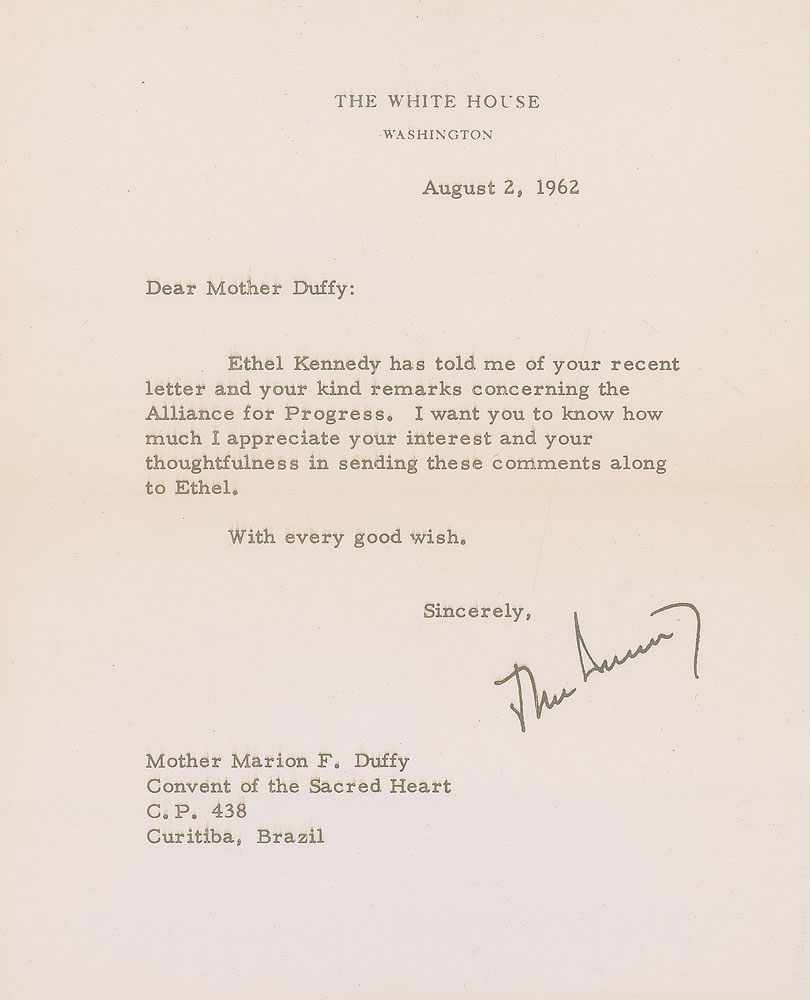 THE WHITE HOUSE
WASHINGTON
August 2, 1962
Dear Mother Duffy:
Ethel Kennedy has told me of your recent
letter and your kind remarks concerning the
Alliance for Progress. I want you to know how
much I appreciate your interest and your
thoughtfulness in sending these comments along
to Ethel.
With every good wish.
Sincerely,
Mother Marion F. Duffy
Convent of the Sacred Heart
C. P. 438
Curitiba, Brazil